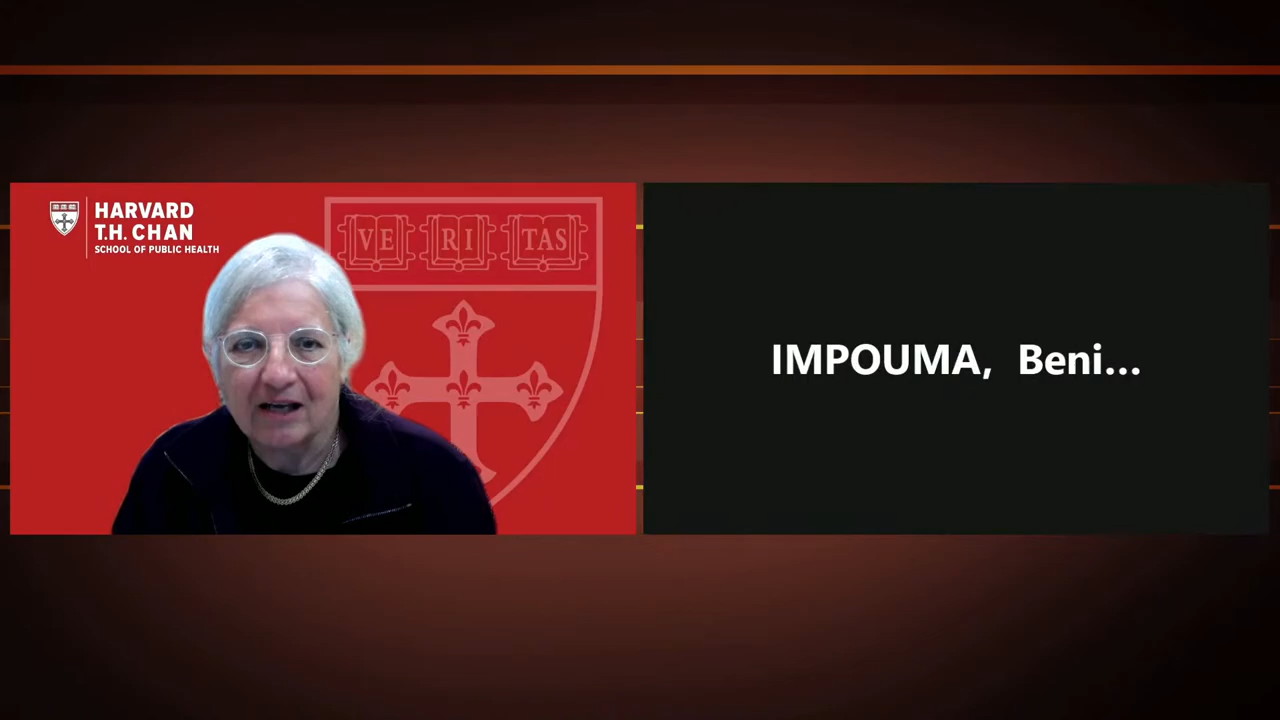 HARVARD
T.H. CHAN
SCHOOL OF PUBLIC HEALTH
VE RI TAS
IMPOUMA, Beni...